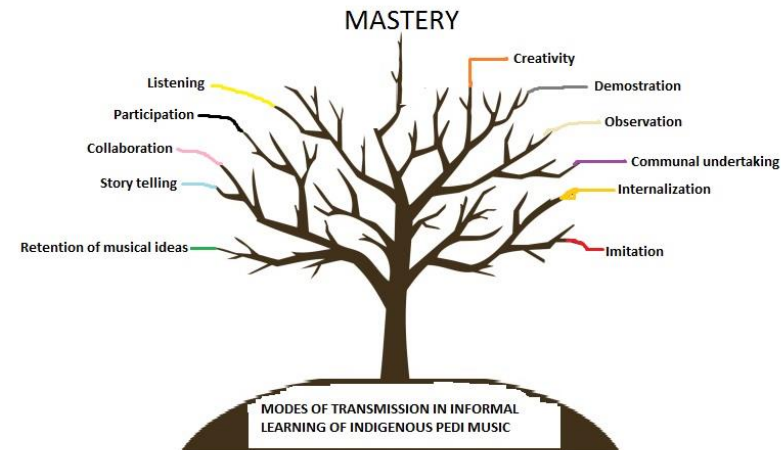 MASTERY
Creativity
Listening
Demostration
Participation
Observation
Collaboration
Communal undertaking
Story telling
Internalization
Retention of musical ideas
Imitation
MODES OF TRANSMISSION IN INFORMAL
LEARNING OF INDIGENOUS PEDI MUSIC